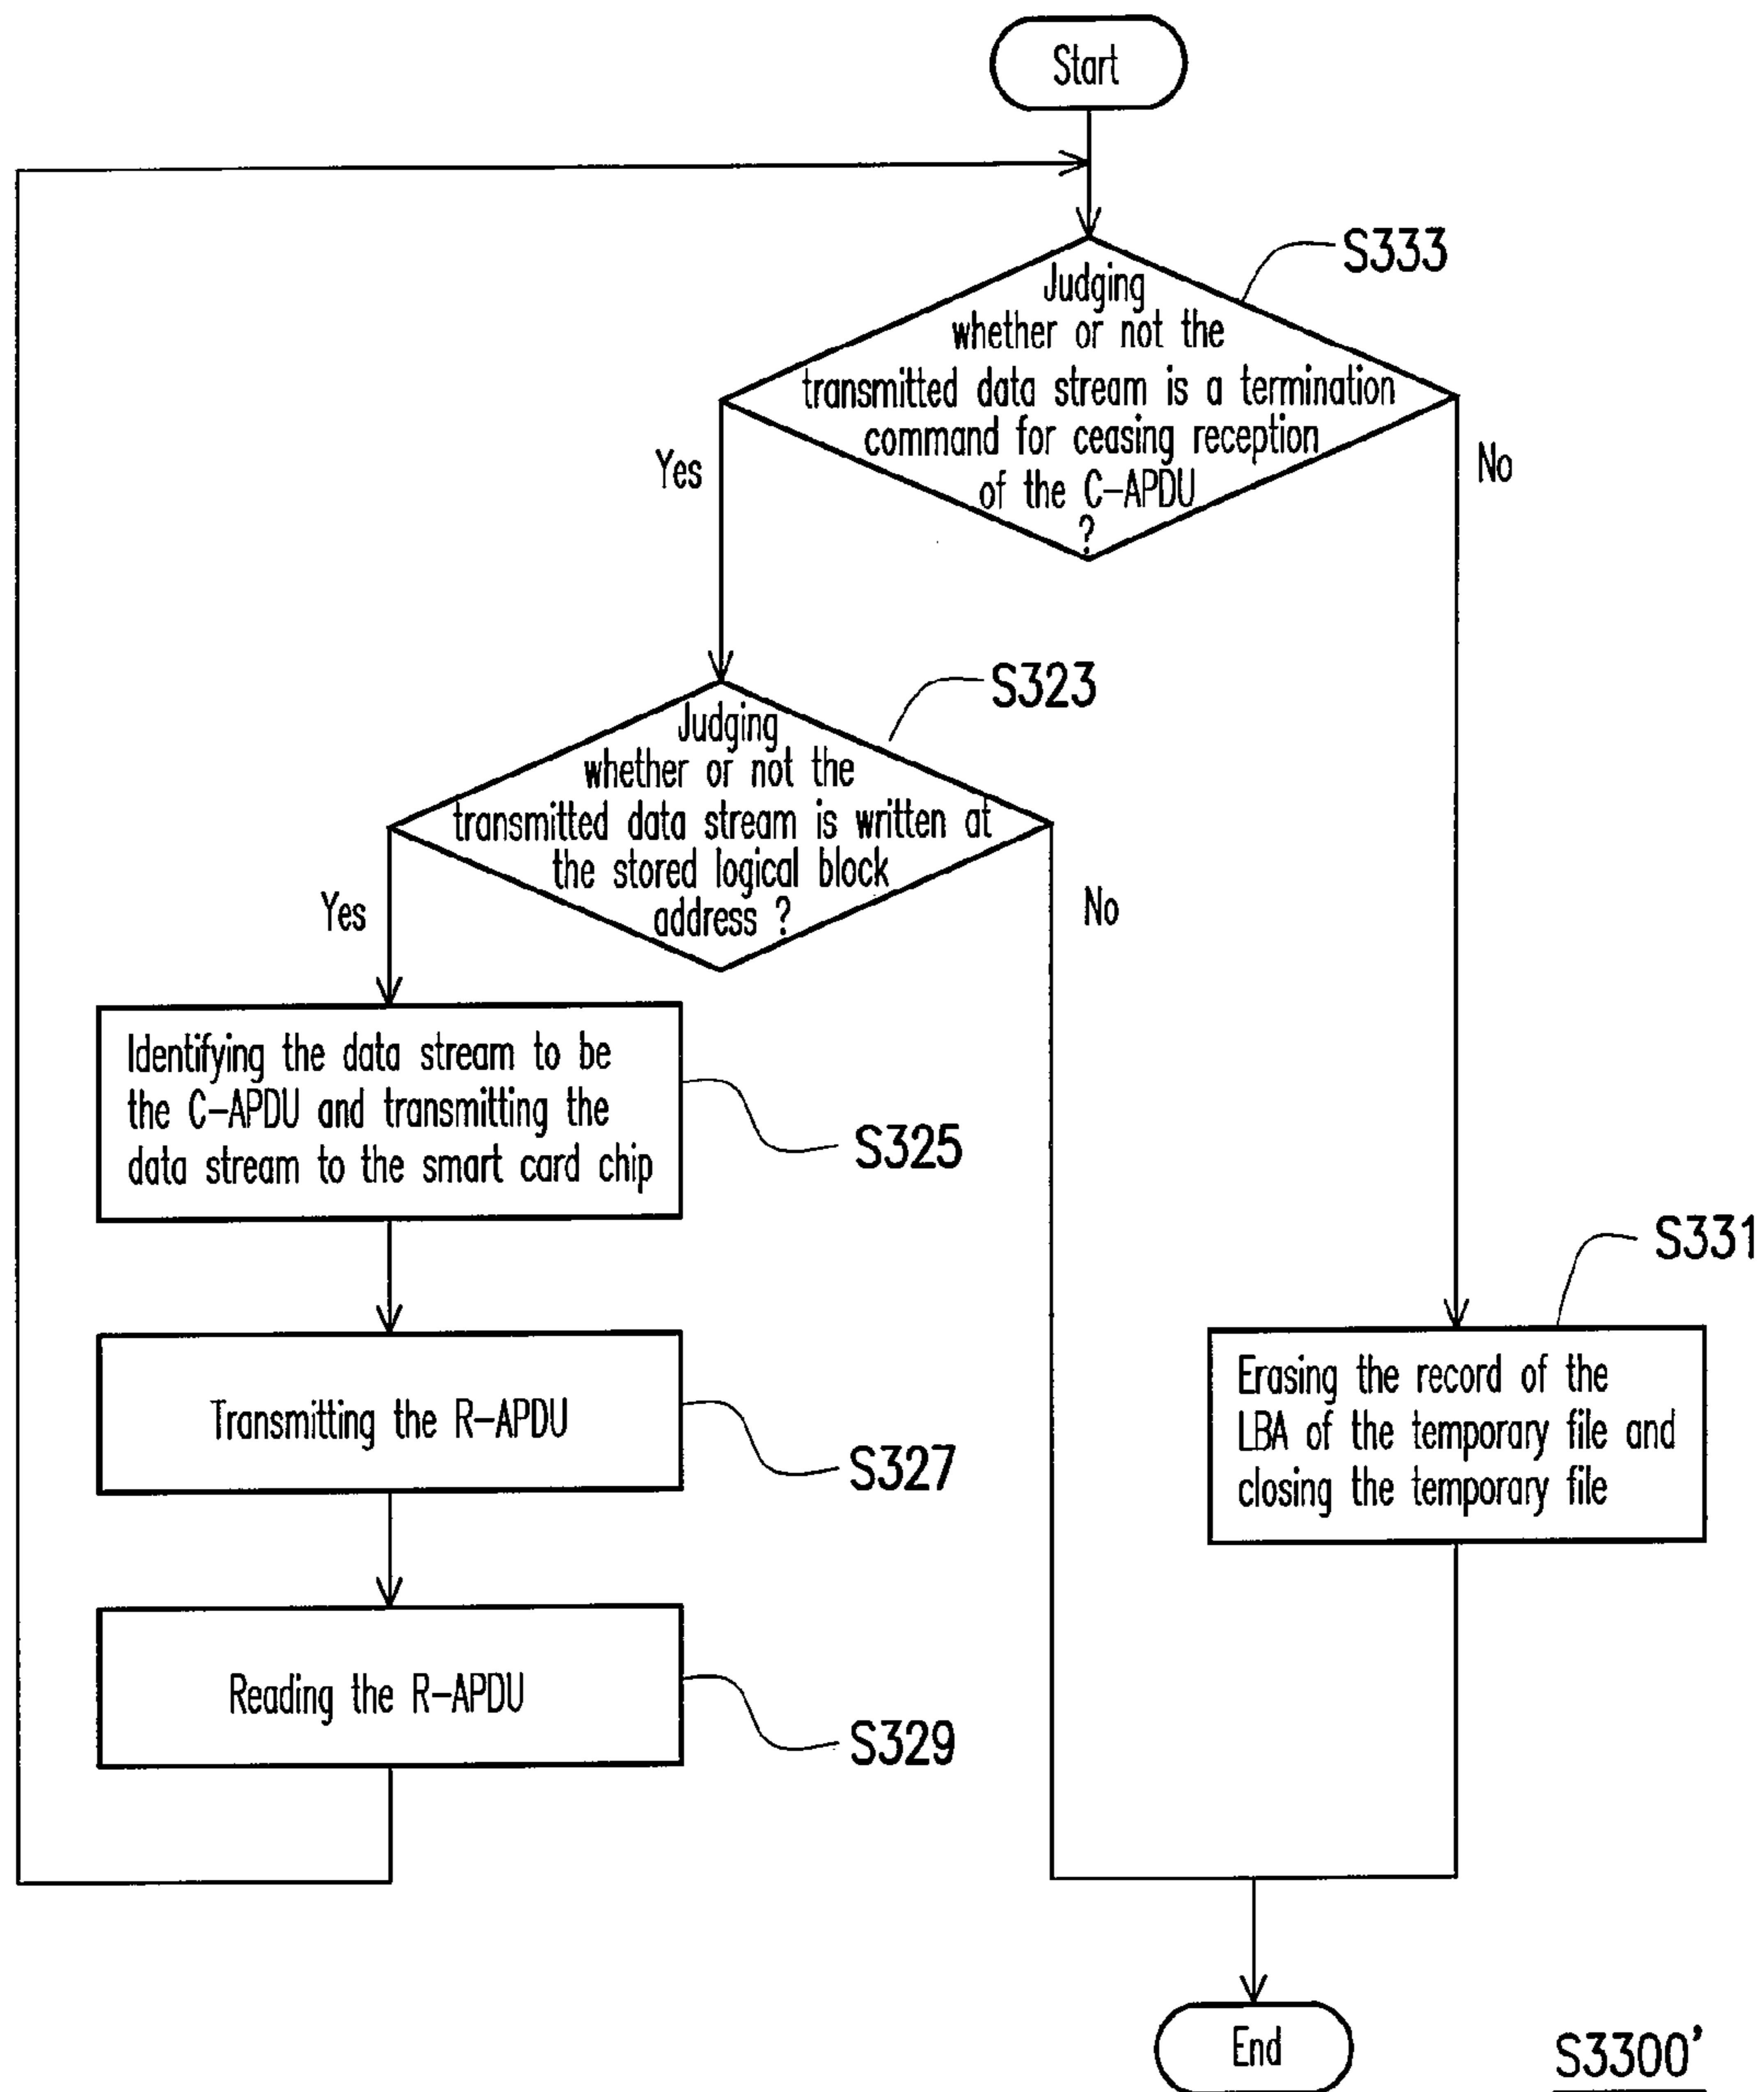 Start
Judging
whether or not the
transmitted data stream is a termination
command for ceasing reception
of the C-APDU
?
S333
Yes
No
Judging
whether or not the
transmitted data stream is written at
the stored logical block
address ?
S323
Yes
No
Identifying the data stream to be
the C-APDU and transmitting the
data stream to the smart card chip
S325
Transmitting the R-APDU
S327
Reading the R-APDU
S329
Erasing the record of the
LBA of the temporary file and
closing the temporary file
S331
End
S3300’